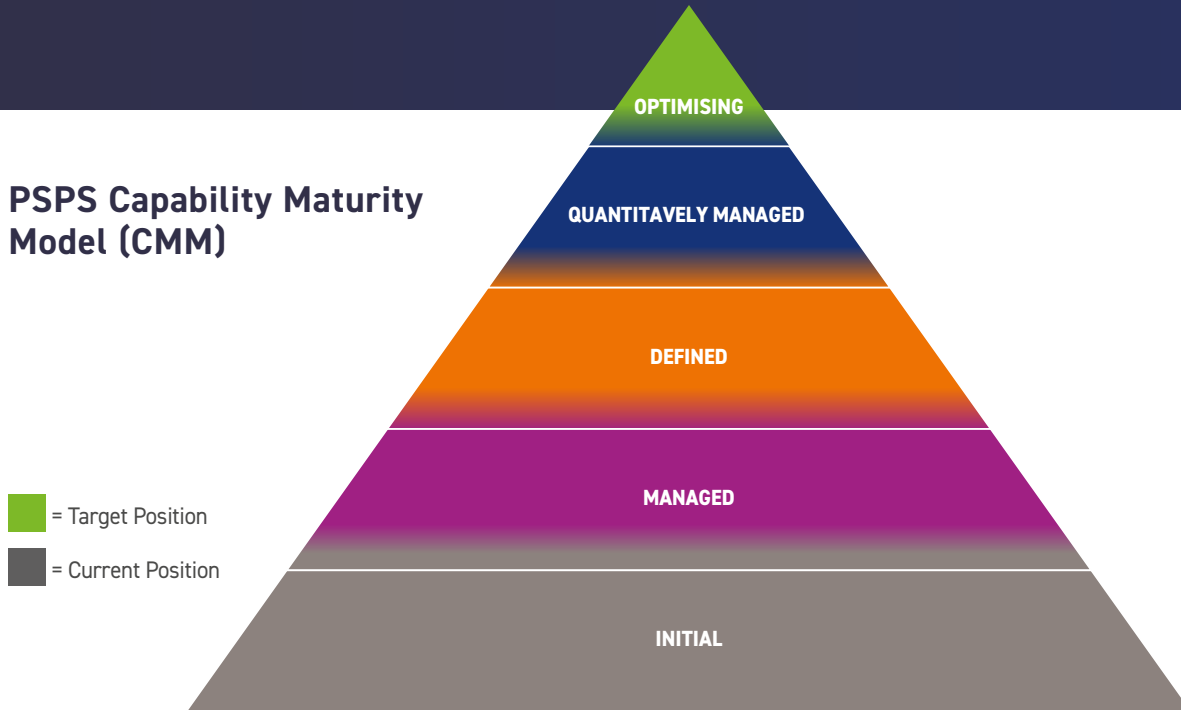 OPTIMISING
PSPS Capability Maturity
Model (CMM)
QUANTITAVELY MANAGED
DEFINED
MANAGED
= Target Position
= Current Position
INITIAL